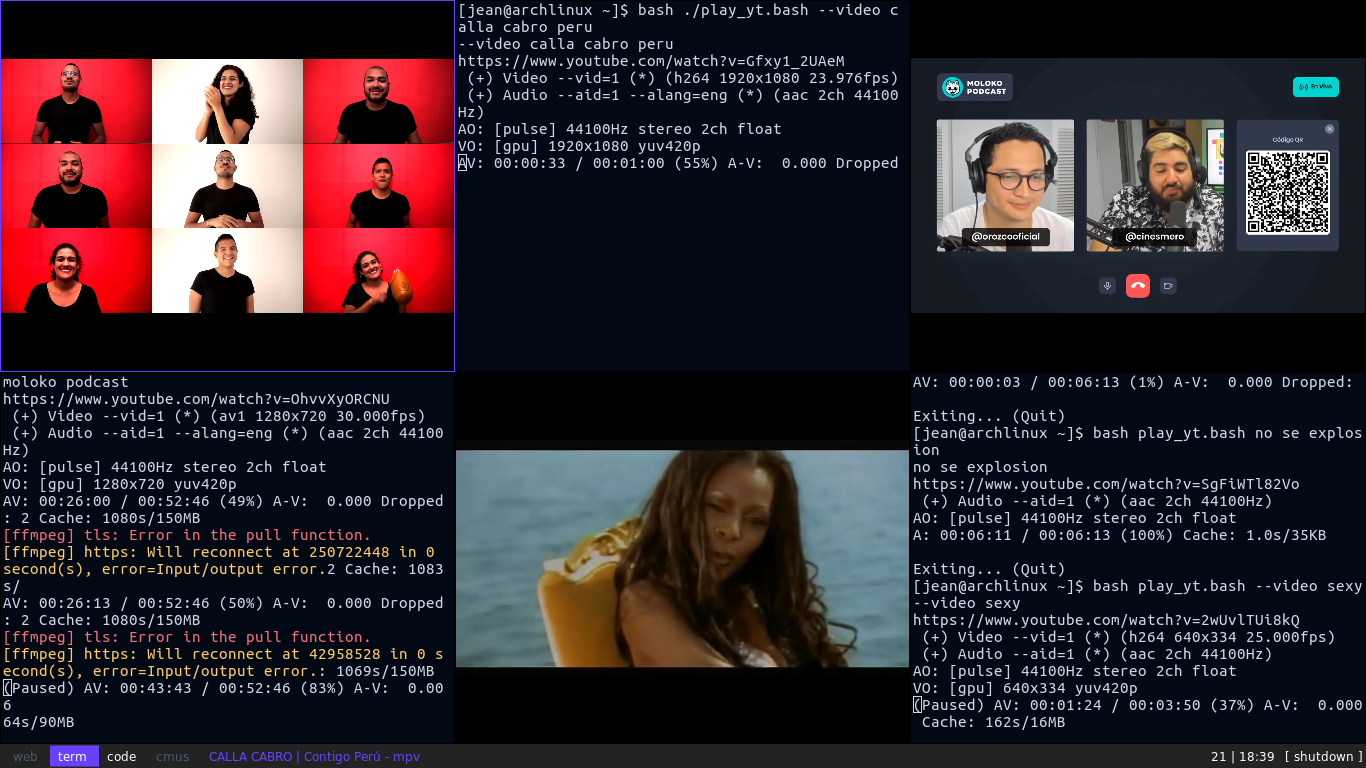 [jean@archlinux ~]$ bash ./play_yt.bash --video c
alla cabro peru
--video calla cabro peru
https://www.youtube.com/watch?v=Gfxy1_2UAeM
(+) Video --vid=1 (*) (h264 1920x1080 23.976fps)
(+) Audio --aid=1 --alang=eng (*) (aac 2ch 44100
Hz)
AO: [pulse] 44100Hz stereo 2ch float
VO: [gpu] 1920x1080 yuv420p
AV: 00:00:33 / 00:01:00 (55%) A-V:  0.000 Dropped
MOLOKO
PODCAST
En Vivo
Código QR
@orozcooficial
@cinesmero
moloko podcast
https://www.youtube.com/watch?v=OhvvXyORCNU
(+) Video --vid=1 (*) (av1 1280x720 30.000fps)
(+) Audio --aid=1 --alang=eng (*) (aac 2ch 44100
Hz)
AO: [pulse] 44100Hz stereo 2ch float
VO: [gpu] 1280x720 yuv420p
AV: 00:26:00 / 00:52:46 (49%) A-V:  0.000 Dropped
: 2 Cache: 1080s/150MB
[ffmpeg] tls: Error in the pull function.
[ffmpeg] https: Will reconnect at 250722448 in 0
second(s), error=Input/output error.2 Cache: 1083
s/
AV: 00:26:13 / 00:52:46 (50%) A-V:  0.000 Dropped
: 2 Cache: 1080s/150MB
[ffmpeg] tls: Error in the pull function.
[ffmpeg] https: Will reconnect at 42958528 in 0 s
econd(s), error=Input/output error.: 1069s/150MB
(Paused) AV: 00:43:43 / 00:52:46 (83%) A-V:  0.00
6
64s/90MB
AV: 00:00:03 / 00:06:13 (1%) A-V:  0.000 Dropped:
Exiting... (Quit)
[jean@archlinux ~]$ bash play_yt.bash no se explos
ion
no se explosion
https://www.youtube.com/watch?v=SgFiWTl82Vo
(+) Audio --aid=1 (*) (aac 2ch 44100Hz)
AO: [pulse] 44100Hz stereo 2ch float
A: 00:06:11 / 00:06:13 (100%) Cache: 1.0s/35KB
Exiting... (Quit)
[jean@archlinux ~]$ bash play_yt.bash --video sexy
--video sexy
https://www.youtube.com/watch?v=2wUvlTUi8kQ
(+) Video --vid=1 (*) (h264 640x334 25.000fps)
(+) Audio --aid=1 (*) (aac 2ch 44100Hz)
AO: [pulse] 44100Hz stereo 2ch float
VO: [gpu] 640x334 yuv420p
(Paused) AV: 00:01:24 / 00:03:50 (37%) A-V:  0.000
Cache: 162s/16MB
web term code cmus CALLA CABRO | Contigo Perú - mpv 21 | 18:39 [ shutdown ]